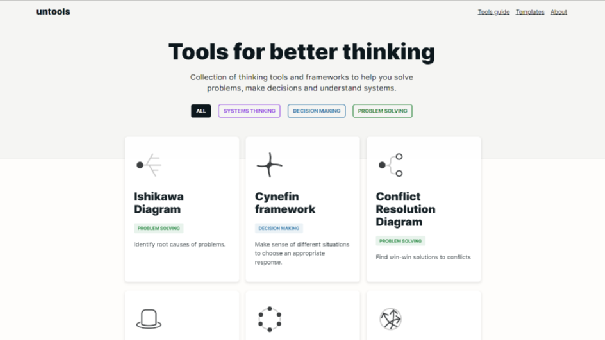 untools
Tools guide Templates About
Tools for better thinking
Collection of thinking tools and frameworks to help you solve
problems, make decisions and understand systems.
ALL SYSTEMS THINKING DECISION MAKING PROBLEM SOLVING
Ishikawa
Diagram
PROBLEM SOLVING
Identify root causes of problems.
Cynefin
framework
DECISION MAKING
Make sense of different situations
to choose an appropriate
response.
Conflict
Resolution
Diagram
PROBLEM SOLVING
Find win-win solutions to conflicts.